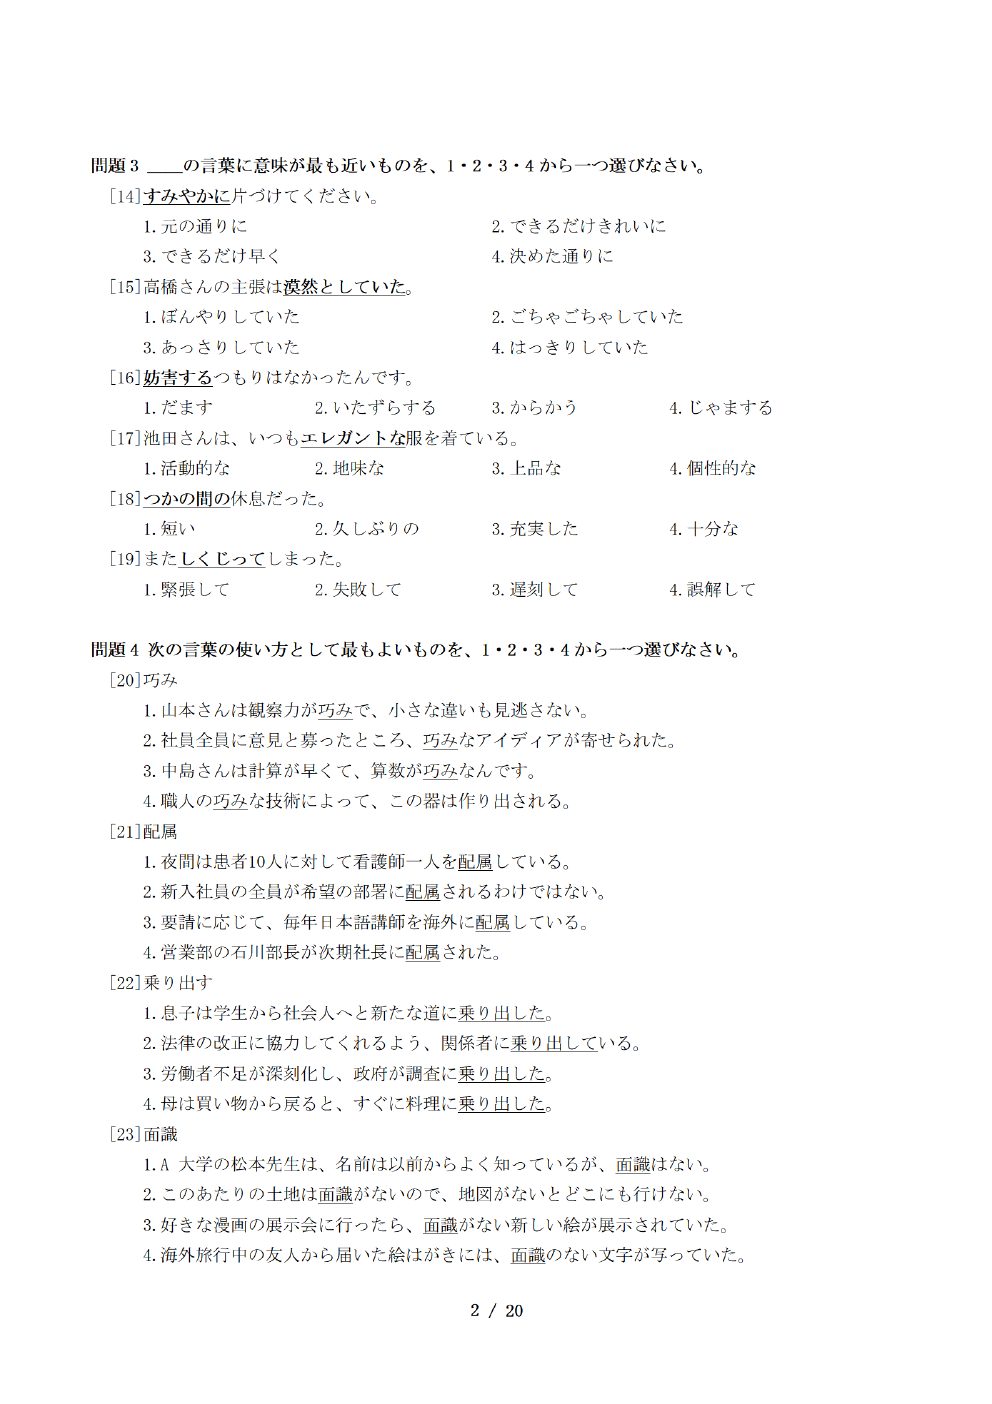 問題3 ____の言葉に意味が最も近いものを、1・2・3・4から一つ選びなさい。
[14]すみやかに片づけてください。
1.元の通りに 2.できるだけきれいに
3.できるだけ早く 4.決めた通りに
[15]高橋さんの主張は漠然としていた。
1.ぼんやりしていた 2.ごちゃごちゃしていた
3.あっさりしていた 4.はっきりしていた
[16]妨害するつもりはなかったんです。
1.だます 2.いたずらする 3.からかう 4.じゃまする
[17]池田さんは、いつもエレガントな服を着ている。
1.活動的な 2.地味な 3.上品な 4.個性的な
[18]つかの間の休息だった。
1.短い 2.久しぶりの 3.充実した 4.十分な
[19]またしくじってしまった。
1.緊張して 2.失敗して 3.遅刻して 4.誤解して
問題4 次の言葉の使い方として最もよいものを、1・2・3・4から一つ選びなさい。
[20]巧み
1.山本さんは観察力が巧みで、小さな違いも見逃さない。
2.社員全員に意見と募ったところ、巧みなアイディアが寄せられた。
3.中島さんは計算が早くて、算数が巧みなんです。
4.職人の巧みな技術によって、この器は作り出される。
[21]配属
1.夜間は患者10人に対して看護師一人を配属している。
2.新入社員の全員が希望の部署に配属されるわけではない。
3.要請に応じて、毎年日本語講師を海外に配属している。
4.営業部の石川部長が次期社長に配属された。
[22]乗り出す
1.息子は学生から社会人へと新たな道に乗り出した。
2.法律の改正に協力してくれるよう、関係者に乗り出している。
3.労働者不足が深刻化し、政府が調査に乗り出した。
4.母は買い物から戻ると、すぐに料理に乗り出した。
[23]面識
1.A 大学の松本先生は、名前は以前からよく知っているが、面識はない。
2.このあたりの土地は面識がないので、地図がないとどこにも行けない。
3.好きな漫画の展示会に行ったら、面識がない新しい絵が展示されていた。
4.海外旅行中の友人から届いた絵はがきには、面識のない文字が写っていた。
2 / 20